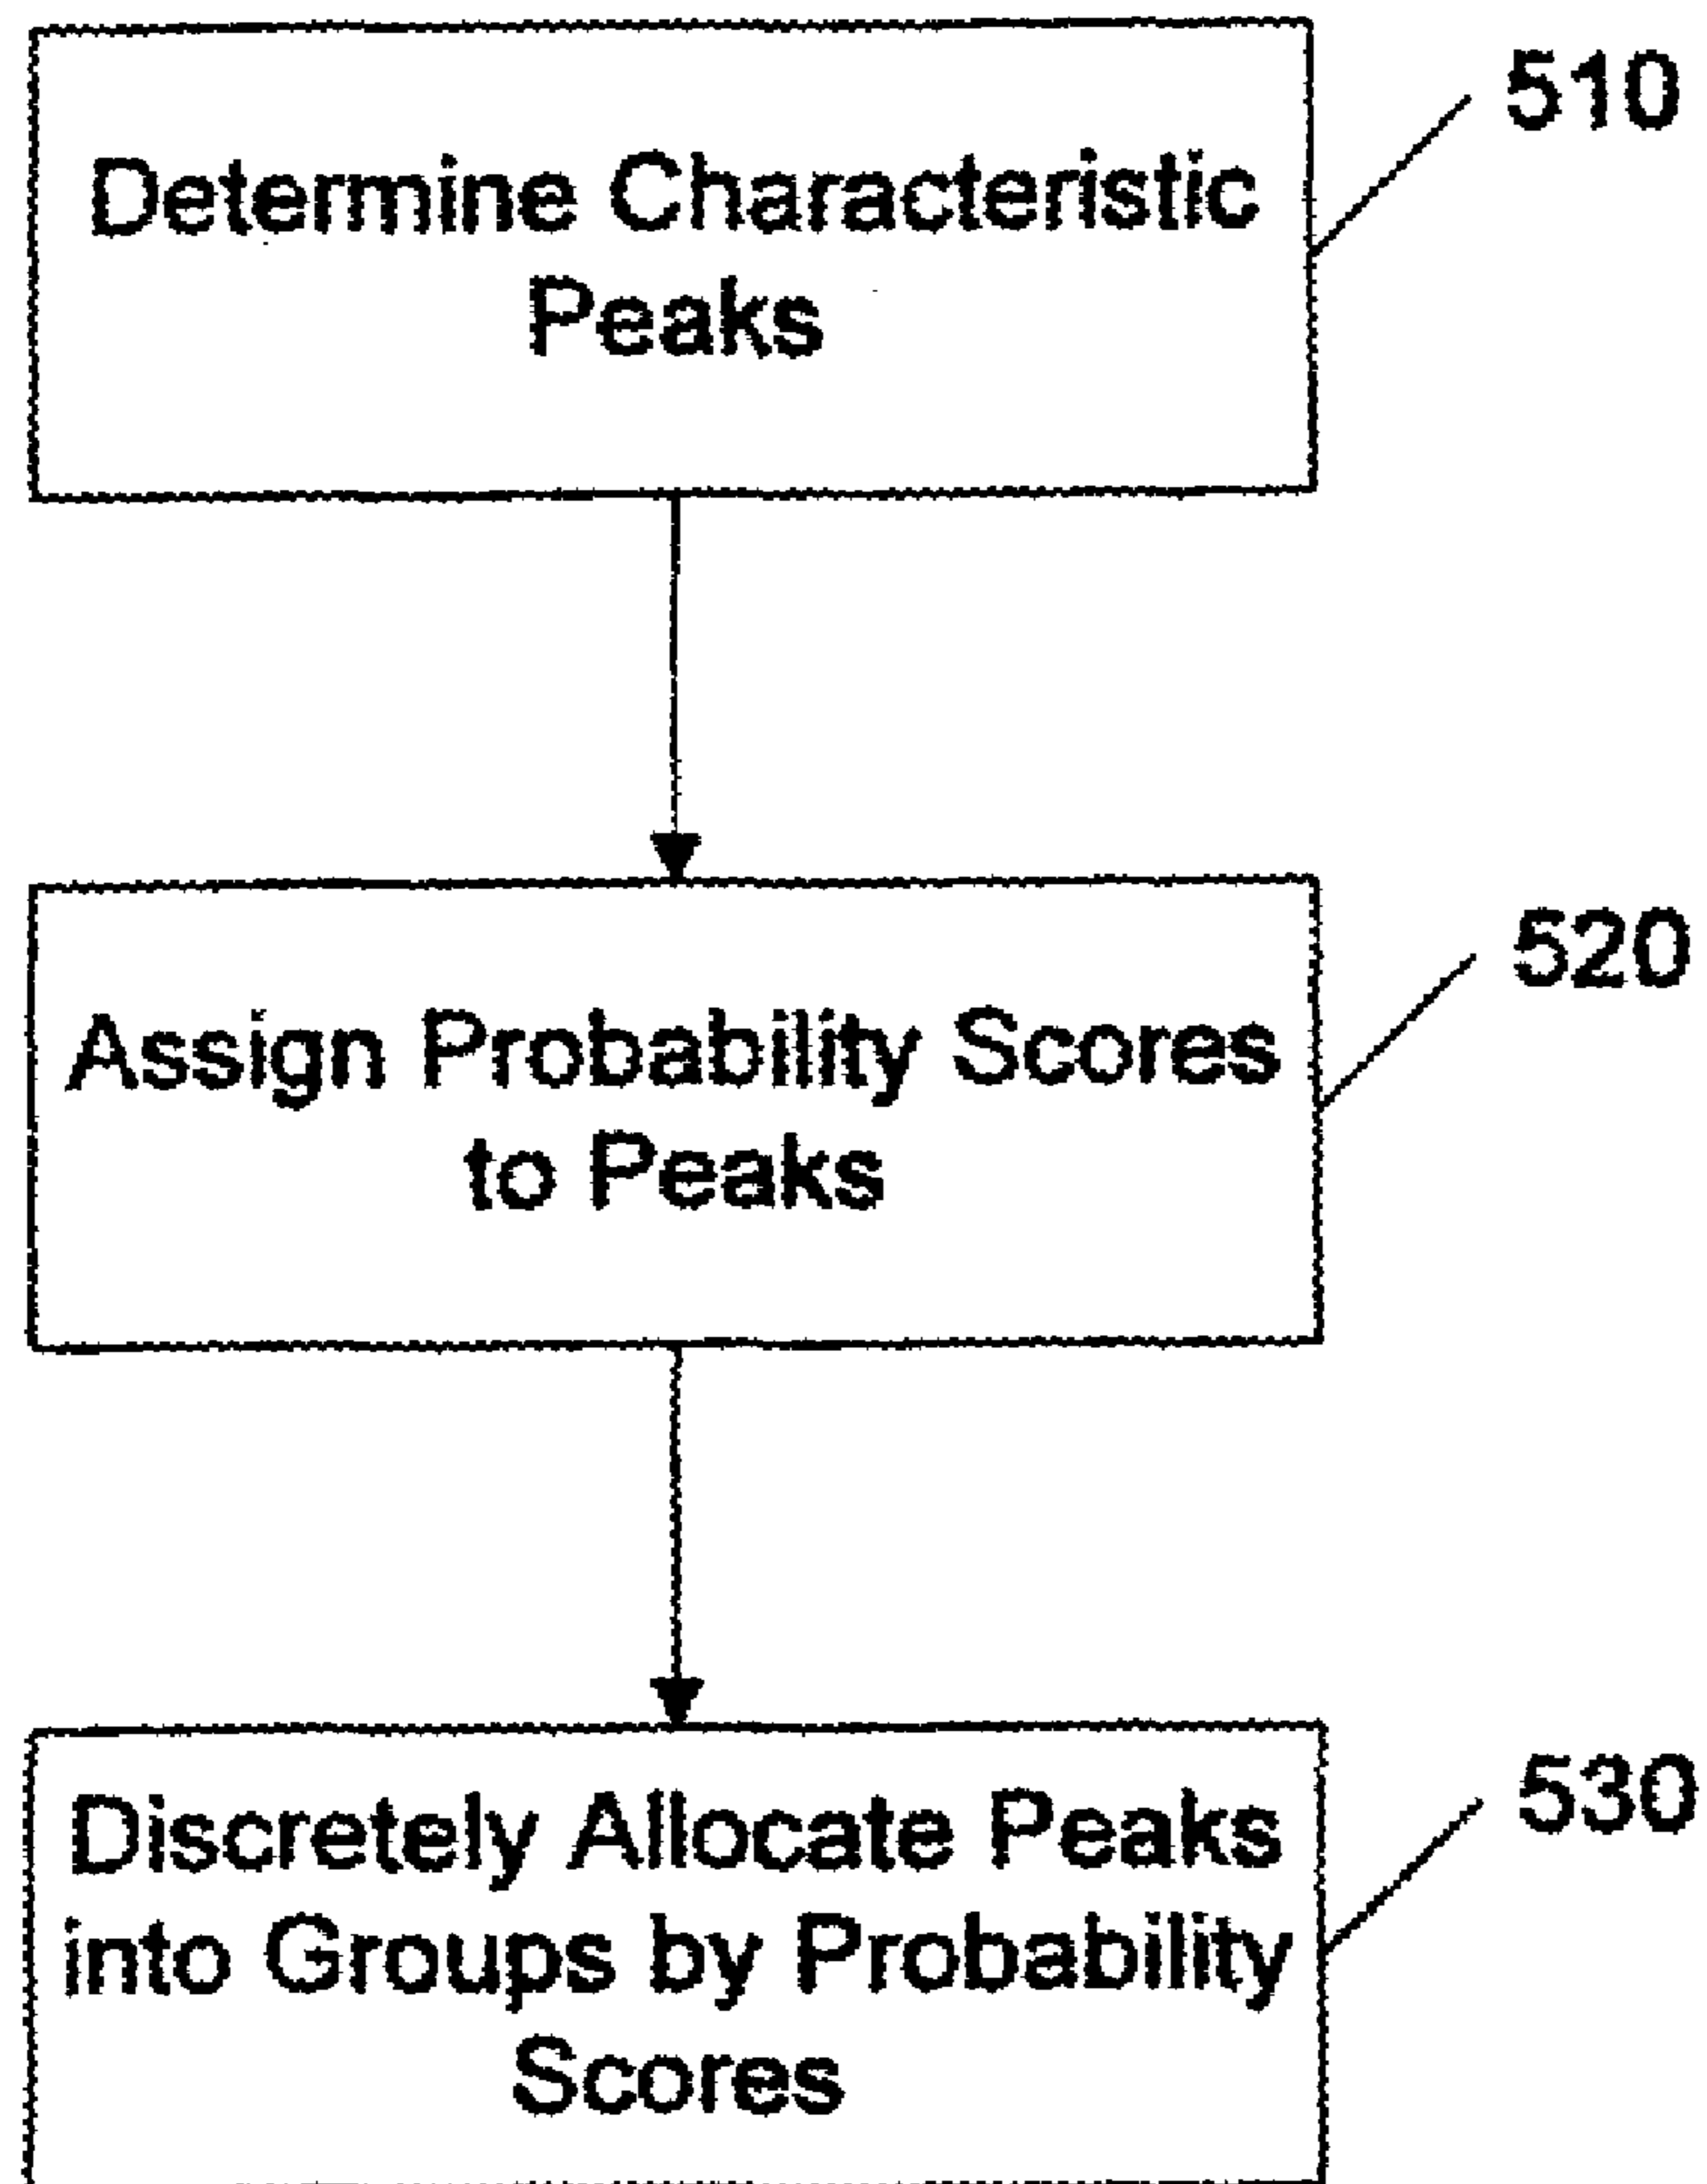 510
Determine Characteristic
Peaks
520
Assign Probability Scores
to Peaks
530
Discretely Allocate Peaks
into Groups by Probability
Scores